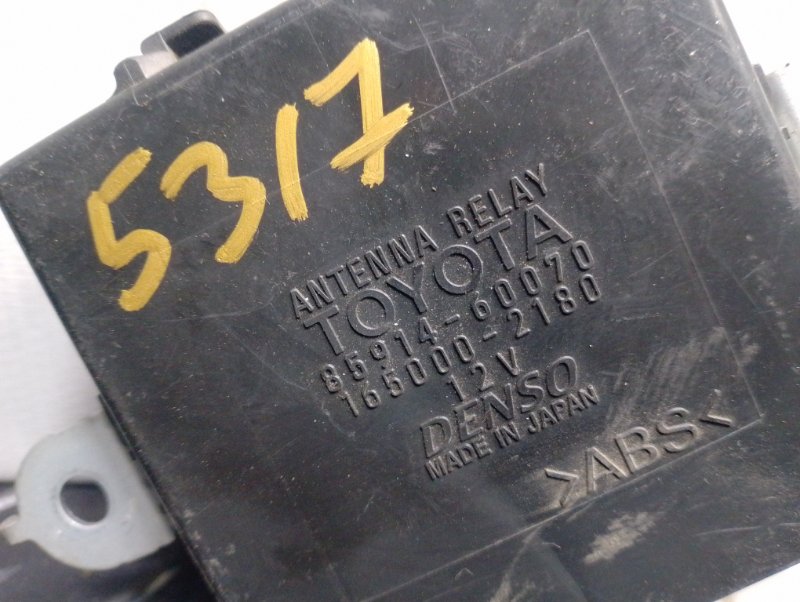 5317
ANTENNA RELAY
TOYOTA
85914-60070
165000-2180
12V
DENSO
MADE IN JAPAN
>ABS<